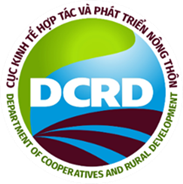 CỤC KINH TẾ HỢP TÁC VÀ PHÁT TRIỂN NÔNG THÔN
DCRD
DEPARTMENT OF COOPERATIVES AND RURAL DEVELOPMENT